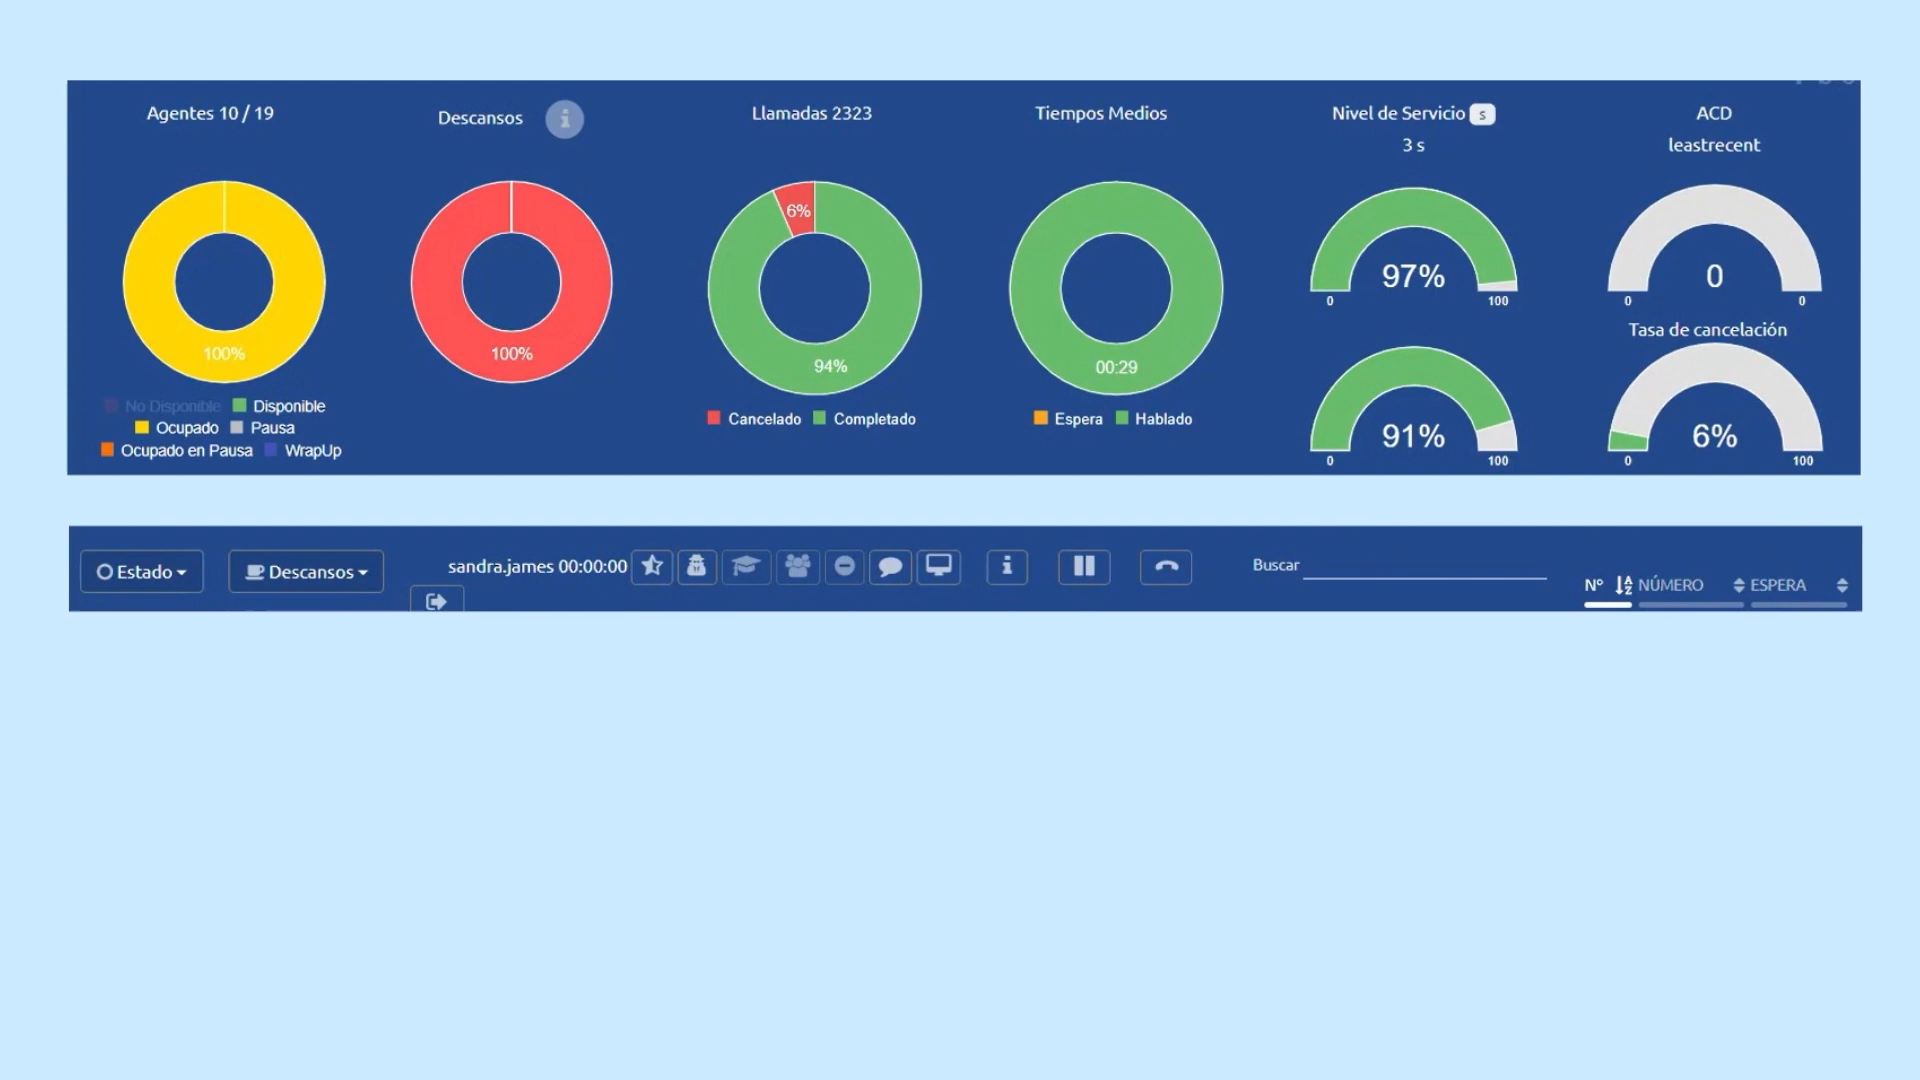 Agentes 10 / 19
Descansos
Llamadas 2323
Tiempos Medios
Nivel de Servicio s
3 s
ACD
leastrecent
100%
100%
6%
94%
00:29
97%
0 100
0
0 0
Tasa de cancelación
91%
0 100
6%
0 100
No Disponible Disponible
Ocupado Pausa
Ocupado en Pausa WrapUp
Cancelado Completado
Espera Hablado
Estado
Descansos
sandra.james 00:00:00
Buscar
Nº NÚMERO ESPERA